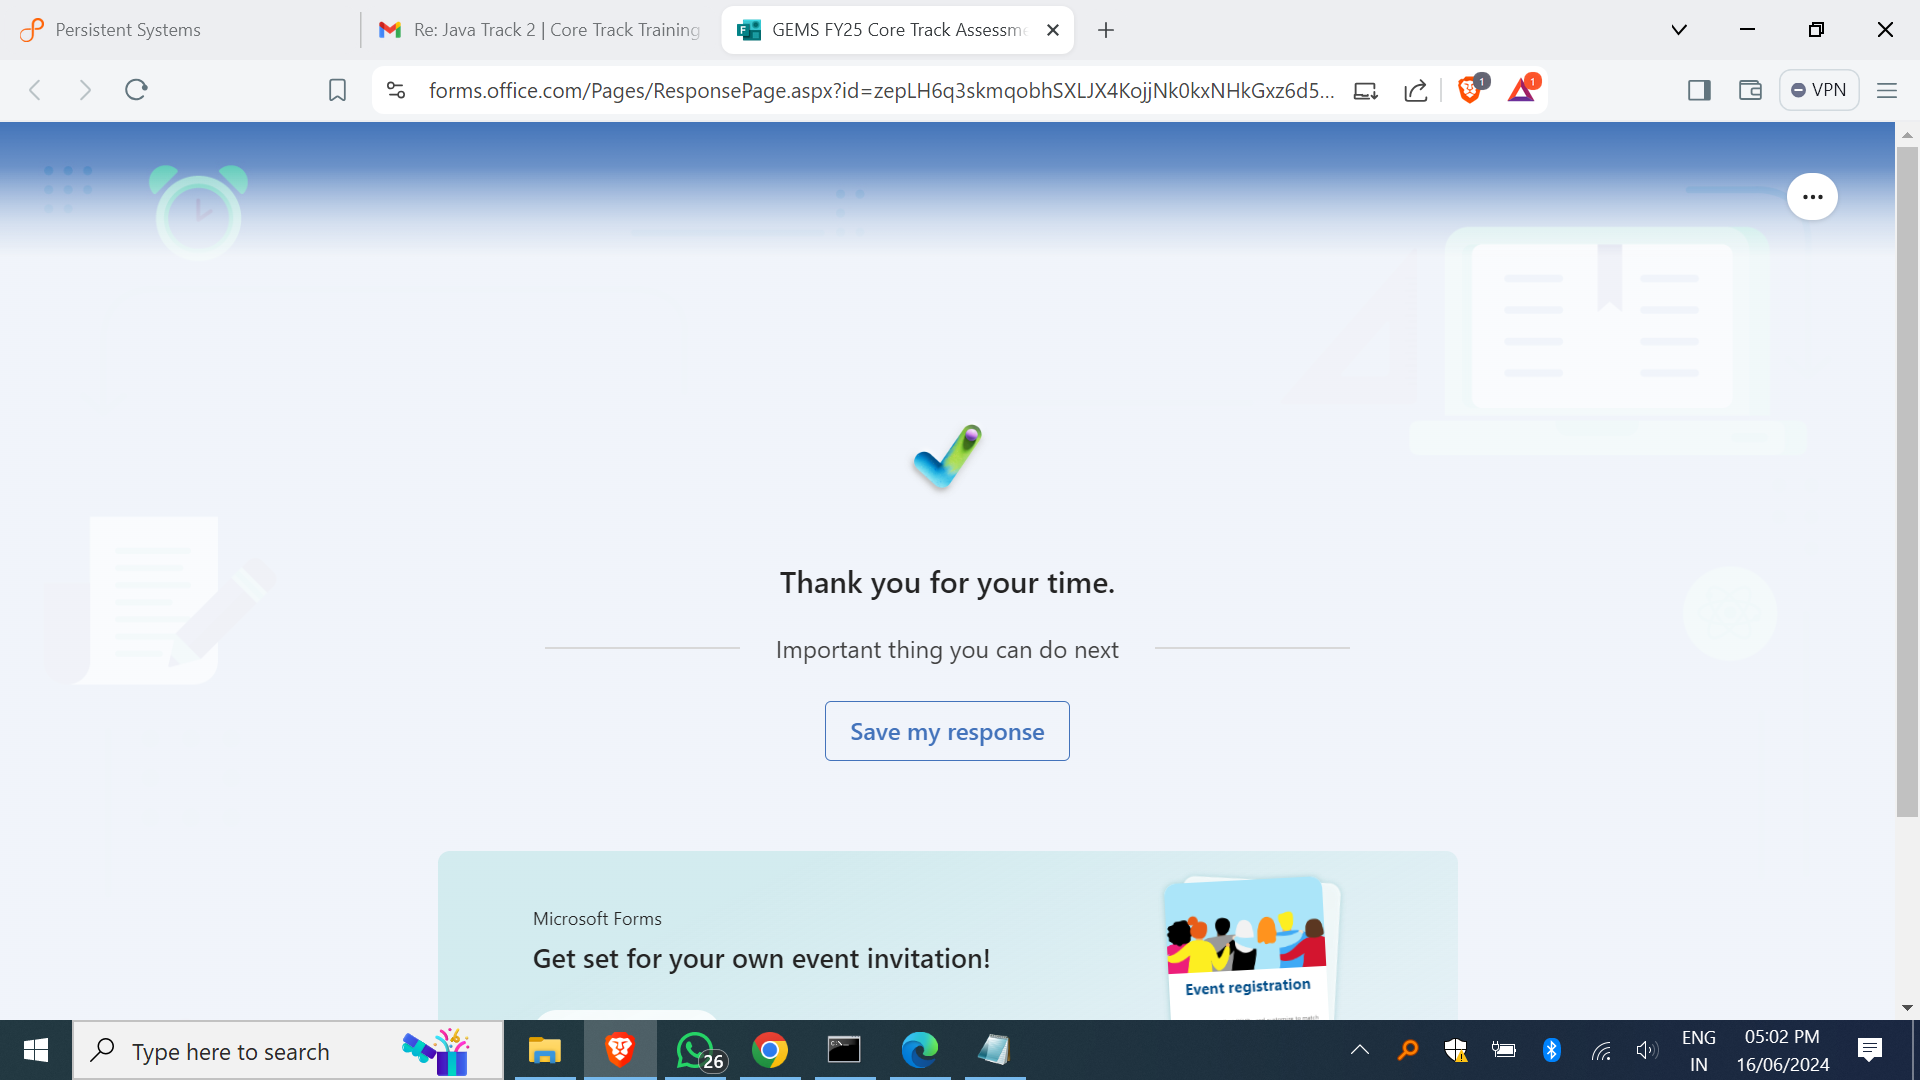 Persistent Systems
Re: Java Track 2 | Core Track Training
GEMS FY25 Core Track Assessm
forms.office.com/Pages/ResponsePage.aspx?id=zepLH6q3skmqobhSXLJX4KojjNk0kxNHkGxz6d5...
1
1
VPN
Thank you for your time.
Important thing you can do next
Save my response
Microsoft Forms
Get set for your own event invitation!
Event registration
Type here to search
26
ENG
IN
05:02 PM
16/06/2024